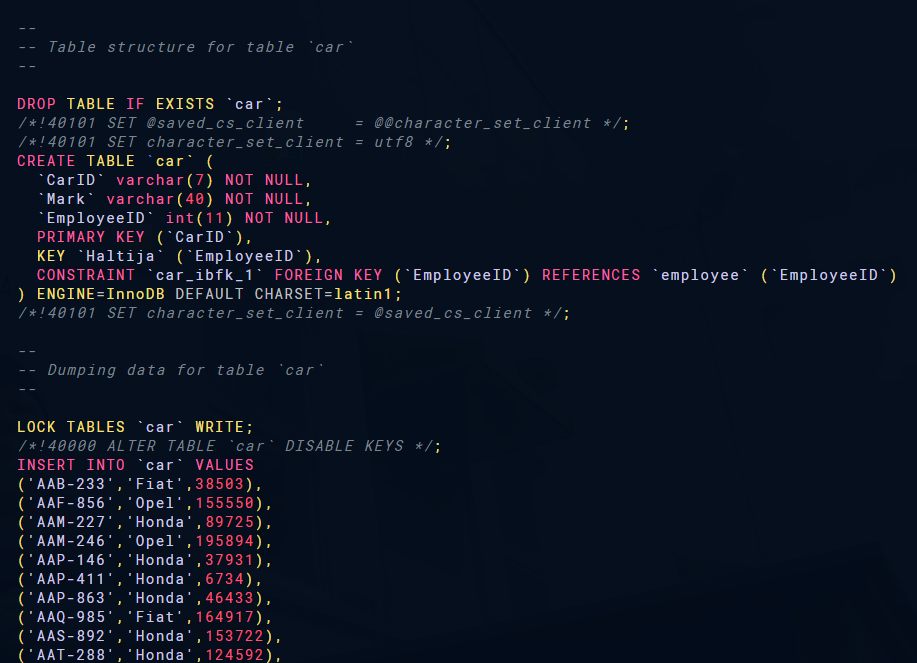 --
-- Table structure for table `car`
--
DROP TABLE IF EXISTS `car`;
/*!40101 SET @saved_cs_client     = @@character_set_client */;
/*!40101 SET character_set_client = utf8 */;
CREATE TABLE `car` (
  `CarID` varchar(7) NOT NULL,
  `Mark` varchar(40) NOT NULL,
  `EmployeeID` int(11) NOT NULL,
  PRIMARY KEY (`CarID`),
  KEY `Haltija` (`EmployeeID`),
  CONSTRAINT `car_ibfk_1` FOREIGN KEY (`EmployeeID`) REFERENCES `employee` (`EmployeeID`)
) ENGINE=InnoDB DEFAULT CHARSET=latin1;
/*!40101 SET character_set_client = @saved_cs_client */;
--
-- Dumping data for table `car`
--
LOCK TABLES `car` WRITE;
/*!40000 ALTER TABLE `car` DISABLE KEYS */;
INSERT INTO `car` VALUES
('AAB-233','Fiat',38503),
('AAF-856','Opel',155550),
('AAM-227','Honda',89725),
('AAM-246','Opel',195894),
('AAP-146','Honda',37931),
('AAP-411','Honda',6734),
('AAP-863','Honda',46433),
('AAQ-985','Fiat',164917),
('AAS-892','Honda',153722),
('AAT-288','Honda',124592),